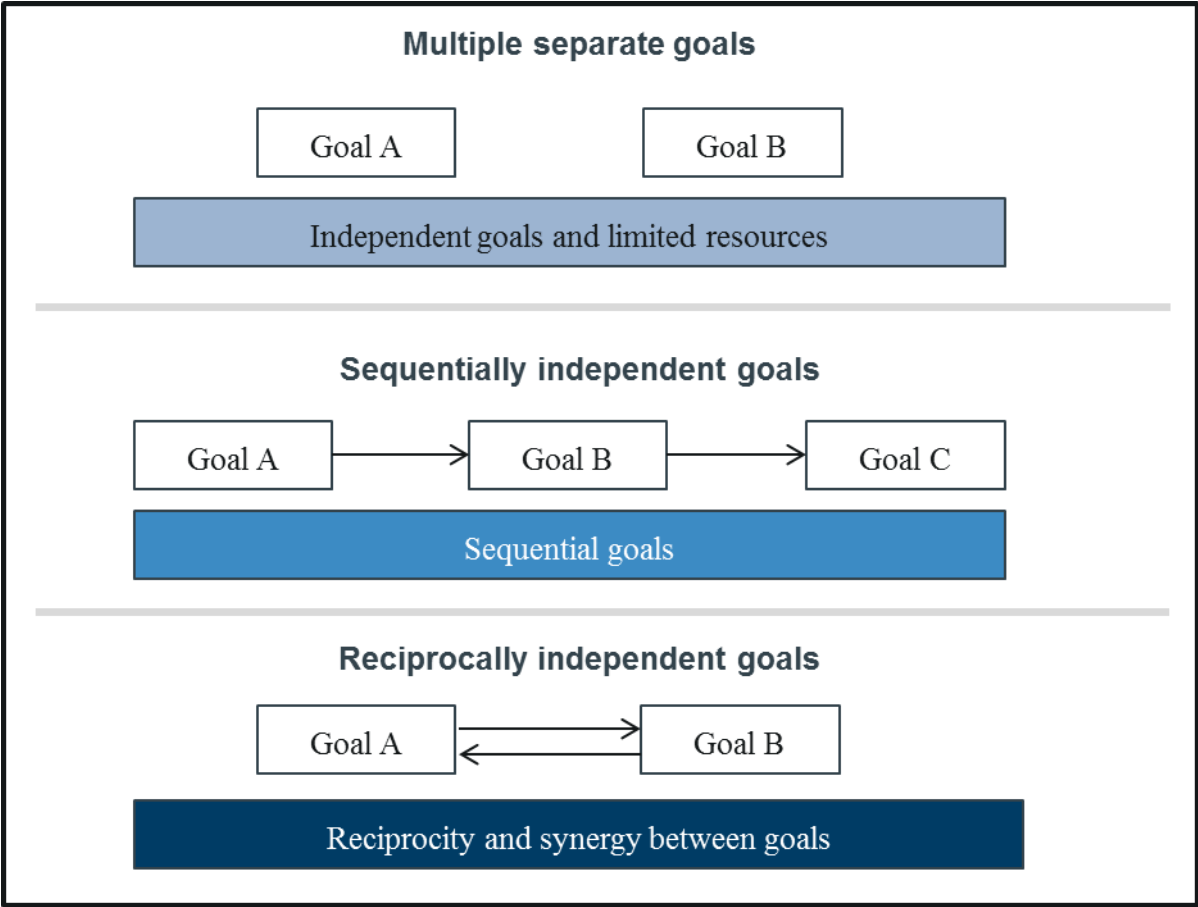 Multiple separate goals
Goal A
Goal B
Independent goals and limited resources
Sequentially independent goals
Goal A
Goal B
Goal C
Sequential goals
Reciprocally independent goals
Goal A
Goal B
Reciprocity and synergy between goals